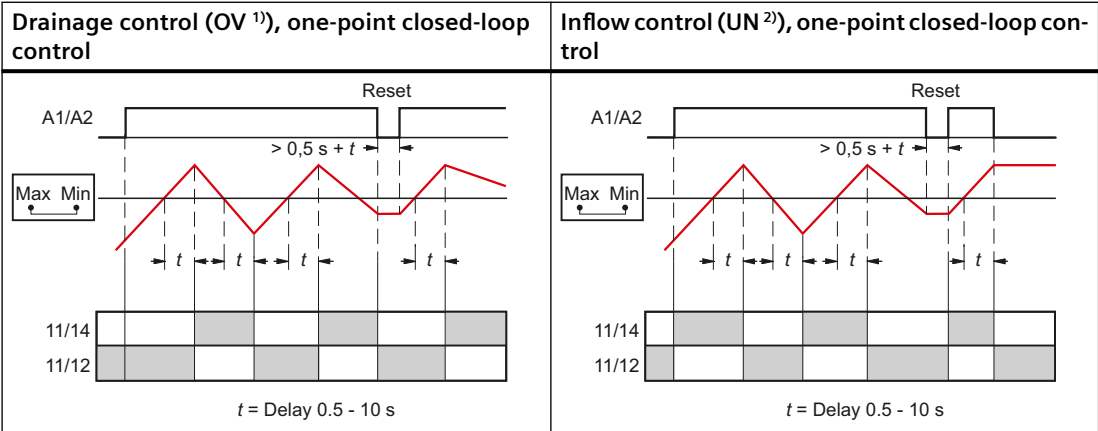 Drainage control (OV 1)), one-point closed-loop
control
Reset
A1/A2
> 0,5 s + t
Max Min
t t t t
11/14
11/12
t = Delay 0.5 - 10 s
Inflow control (UN 2)), one-point closed-loop con-
trol
Reset
A1/A2
> 0,5 s + t
Max Min
t t t t
11/14
11/12
t = Delay 0.5 - 10 s